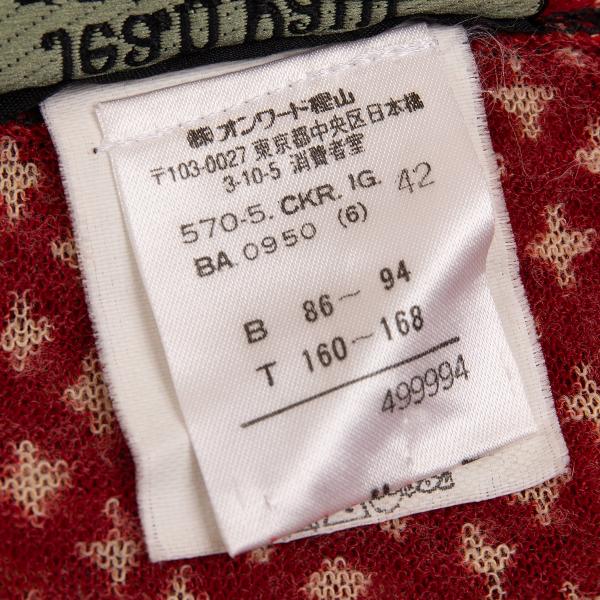 ㈱オンワード樫山
〒103-0027 東京都中央区日本橋
3-10-5 消費者室
570-5. CKR. IG. 42
BA 0950 (6)
B 86～ 94
T 160～168
499994